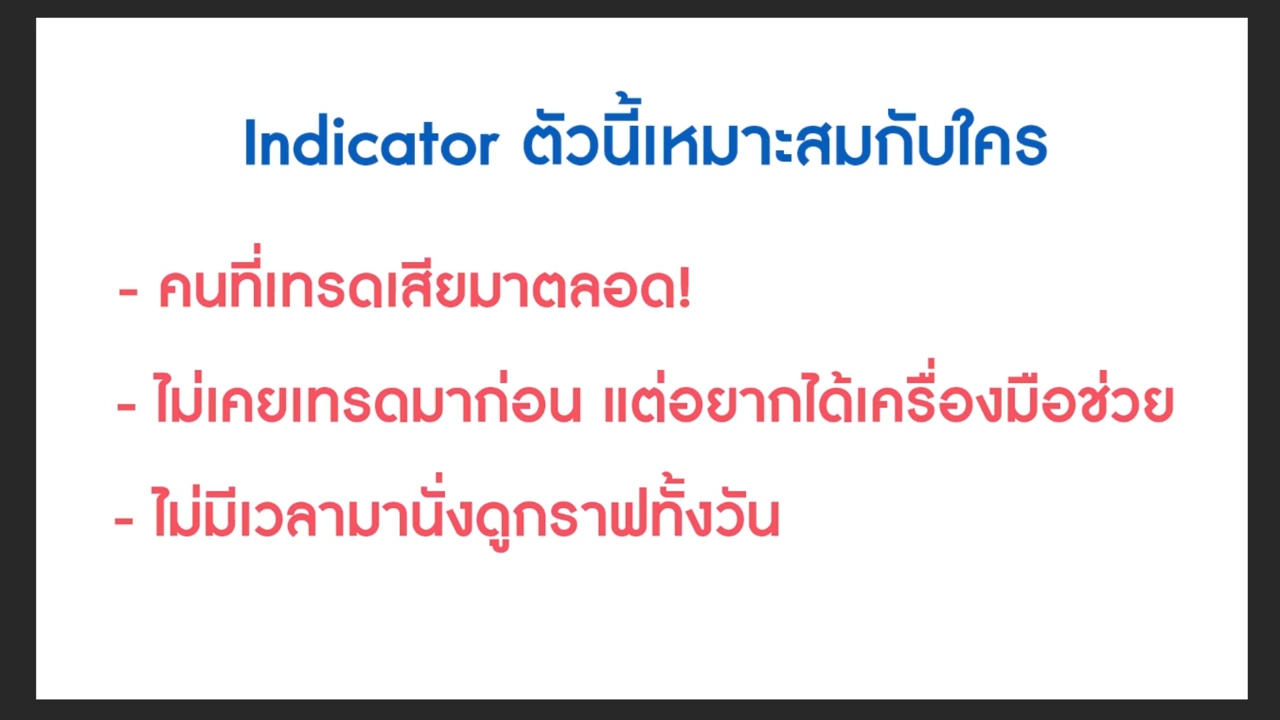 Indicator ตัวนี้เหมาะสมกับใคร
- คนที่เทรดเสียมาตลอด!
- ไม่เคยเทรดมาก่อน แต่อยากได้เครื่องมือช่วย
- ไม่มีเวลามานั่งดูกราฟทั้งวัน